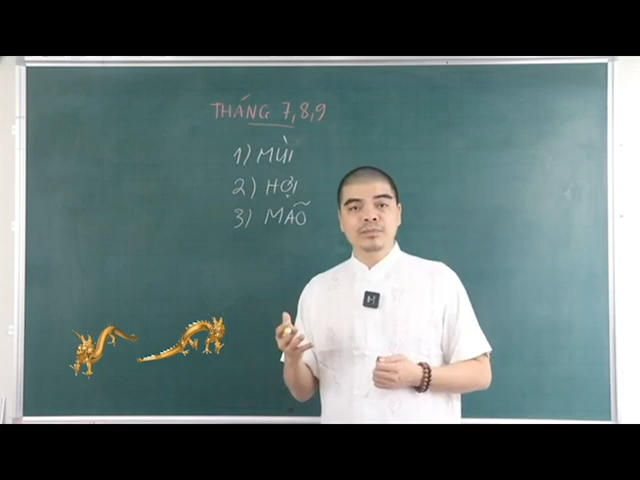 THÁNG 7,8,9
1) MÙI
2) HỢI
3) MÃO